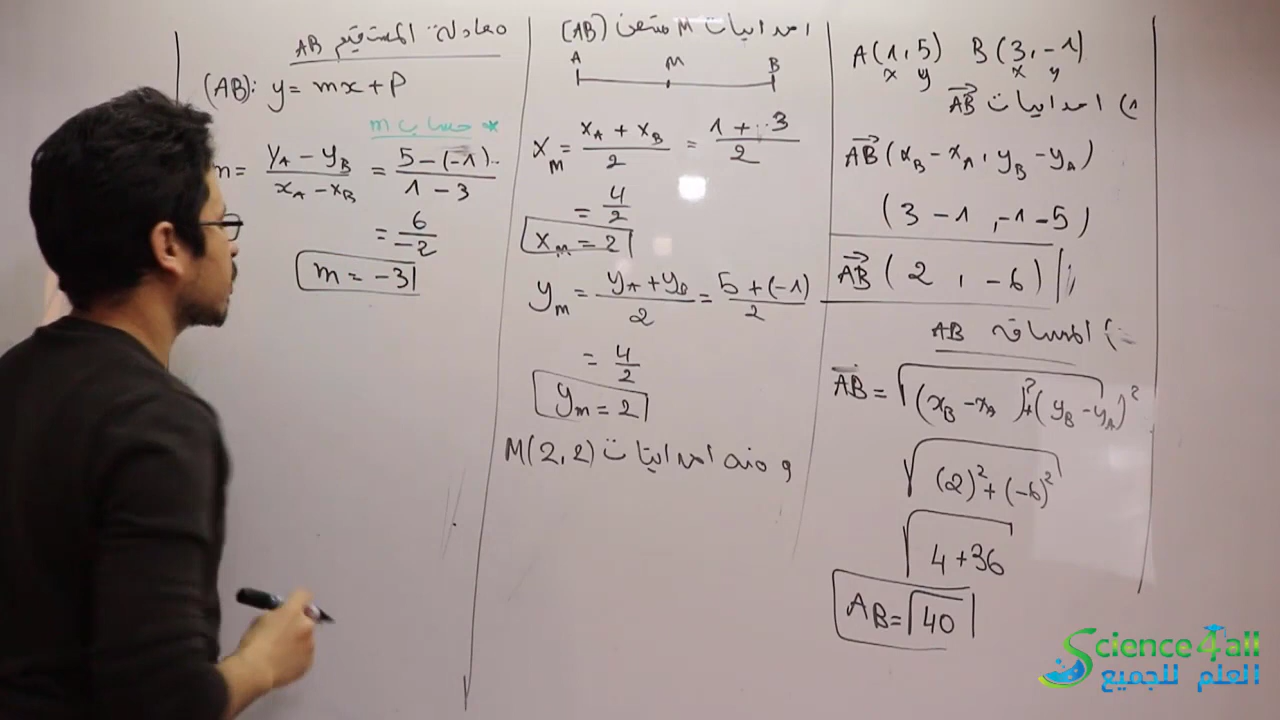 A(1,5) B(3,-1)
x y x y
1) احداثيات AB
AB(xB - xA, yB - yA)
(3 - 1, -1 - 5)
AB(2, -6)
المسافة AB
AB = √(xB - xA)² + (yB - yA)²
√(2)² + (-6)²
√4 + 36
AB = √40
احداثيات M منتصف (AB)
A M B
xM = xA + xB / 2 = 1 + 3 / 2
= 4/2
xM = 2
yM = yA + yB / 2 = 5 + (-1) / 2
= 4/2
yM = 2
و منه احداثيات M(2,2)
معادلة المستقيم AB
(AB): y = mx + P
* حساب m
m = yA - yB / xA - xB = 5 - (-1) / 1 - 3
= 6/-2
m = -3
Science4all
العلم للجميع